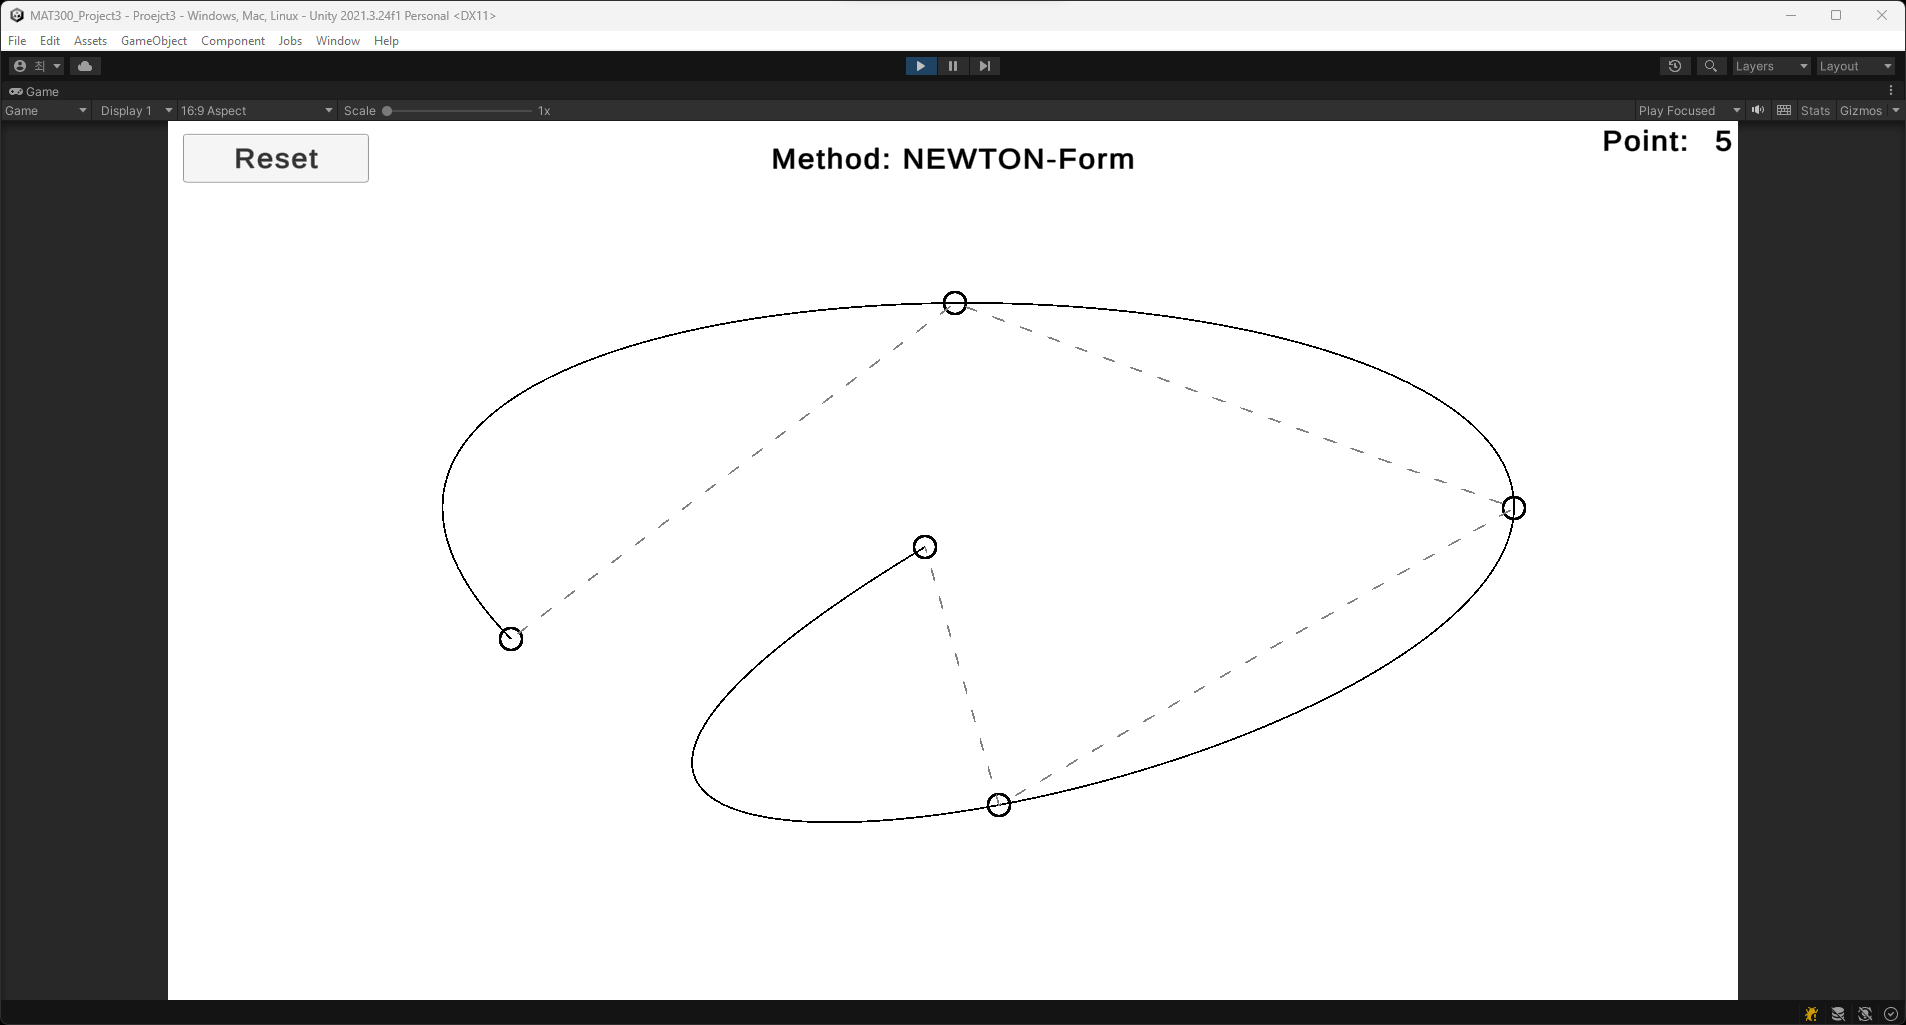 MAT300_Project3 - Proejct3 - Windows, Mac, Linux - Unity 2021.3.24f1 Personal <DX11>
File Edit Assets GameObject Component Jobs Window Help
최 Layers Layout
Game
Game Display 1 16:9 Aspect Scale 1x Play Focused Stats Gizmos
Reset Method: NEWTON-Form Point: 5